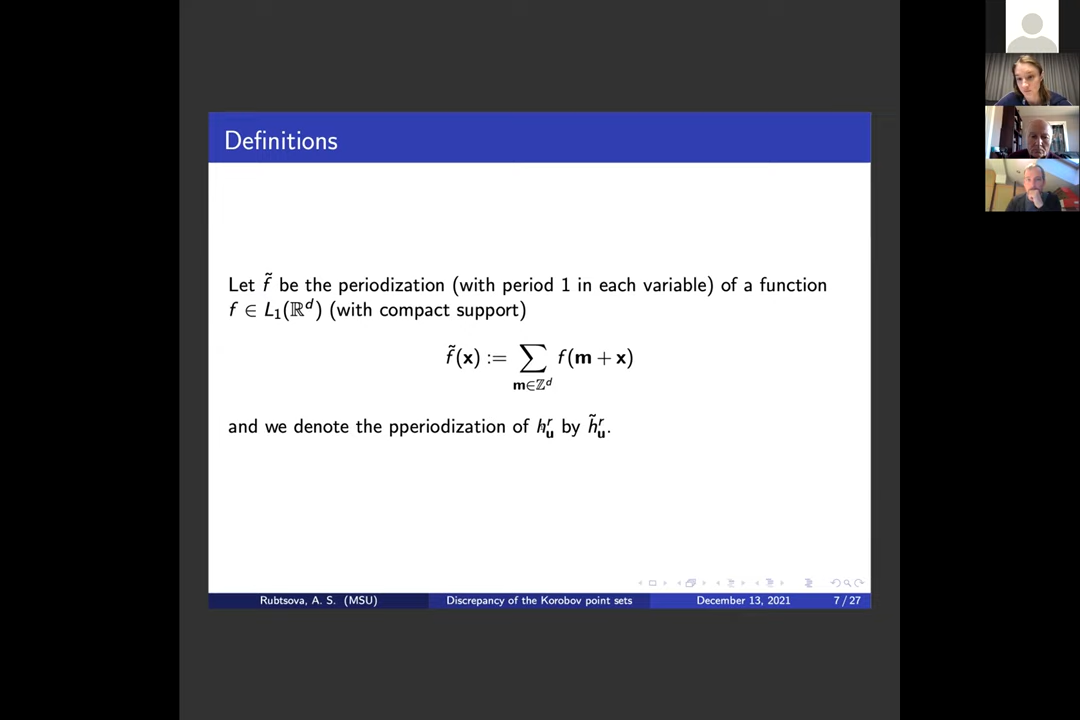 Definitions
Let f̃ be the periodization (with period 1 in each variable) of a function
f ∈ L₁(ℝᵈ) (with compact support)
f̃(x) := ∑_{m∈ℤᵈ} f(m + x)
and we denote the pperiodization of hᵣᵤ by h̃ᵣᵤ.
Rubtsova, A. S. (MSU) Discrepancy of the Korobov point sets December 13, 2021 7 / 27